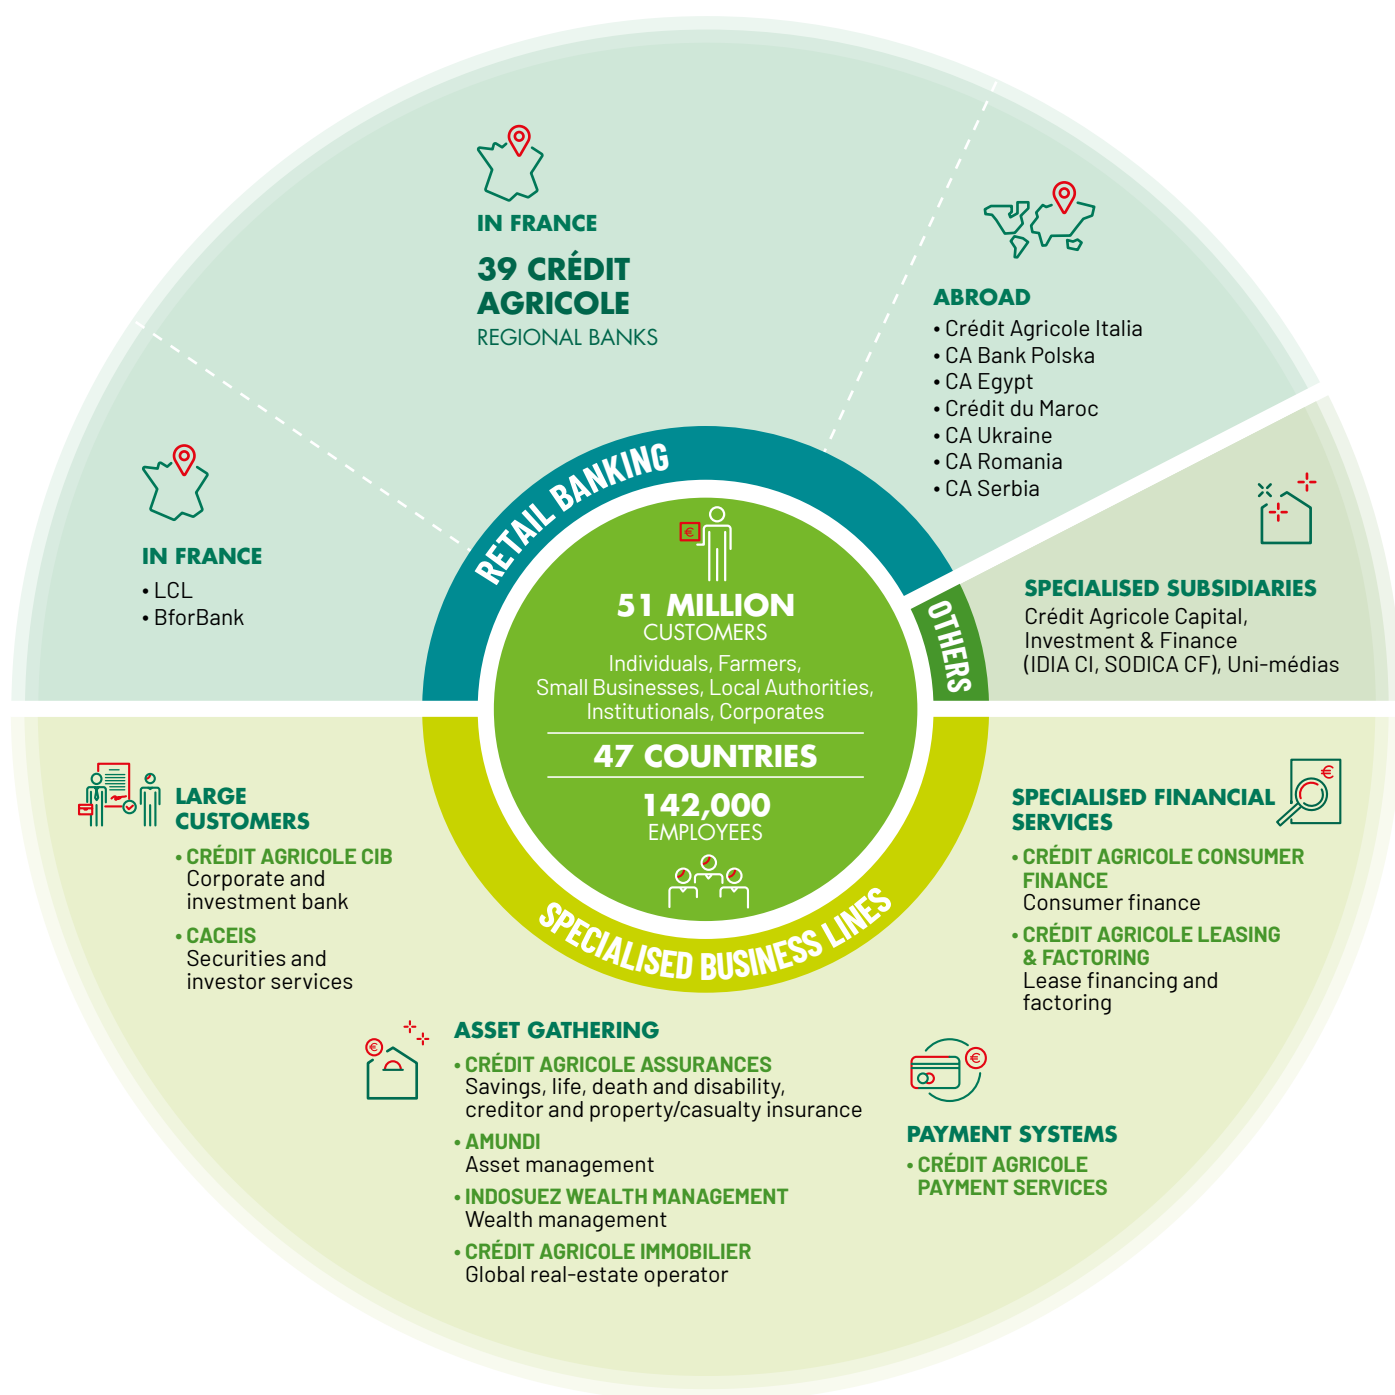 IN FRANCE
39 CRÉDIT
AGRICOLE
REGIONAL BANKS
ABROAD
• Crédit Agricole Italia
• CA Bank Polska
• CA Egypt
• Crédit du Maroc
• CA Ukraine
• CA Romania
• CA Serbia
IN FRANCE
• LCL
• BforBank
RETAIL BANKING
OTHERS
SPECIALISED SUBSIDIARIES
Crédit Agricole Capital,
Investment & Finance
(IDIA CI, SODICA CF), Uni-médias
€
51 MILLION
CUSTOMERS
Individuals, Farmers,
Small Businesses, Local Authorities,
Institutionals, Corporates
47 COUNTRIES
142,000
EMPLOYEES
SPECIALISED BUSINESS LINES
LARGE
CUSTOMERS
• CRÉDIT AGRICOLE CIB
Corporate and
investment bank
• CACEIS
Securities and
investor services
€
SPECIALISED FINANCIAL
SERVICES
• CRÉDIT AGRICOLE CONSUMER
FINANCE
Consumer finance
• CRÉDIT AGRICOLE LEASING
& FACTORING
Lease financing and
factoring
€
ASSET GATHERING
• CRÉDIT AGRICOLE ASSURANCES
Savings, life, death and disability,
creditor and property/casualty insurance
• AMUNDI
Asset management
• INDOSUEZ WEALTH MANAGEMENT
Wealth management
• CRÉDIT AGRICOLE IMMOBILIER
Global real-estate operator
€
PAYMENT SYSTEMS
• CRÉDIT AGRICOLE
PAYMENT SERVICES